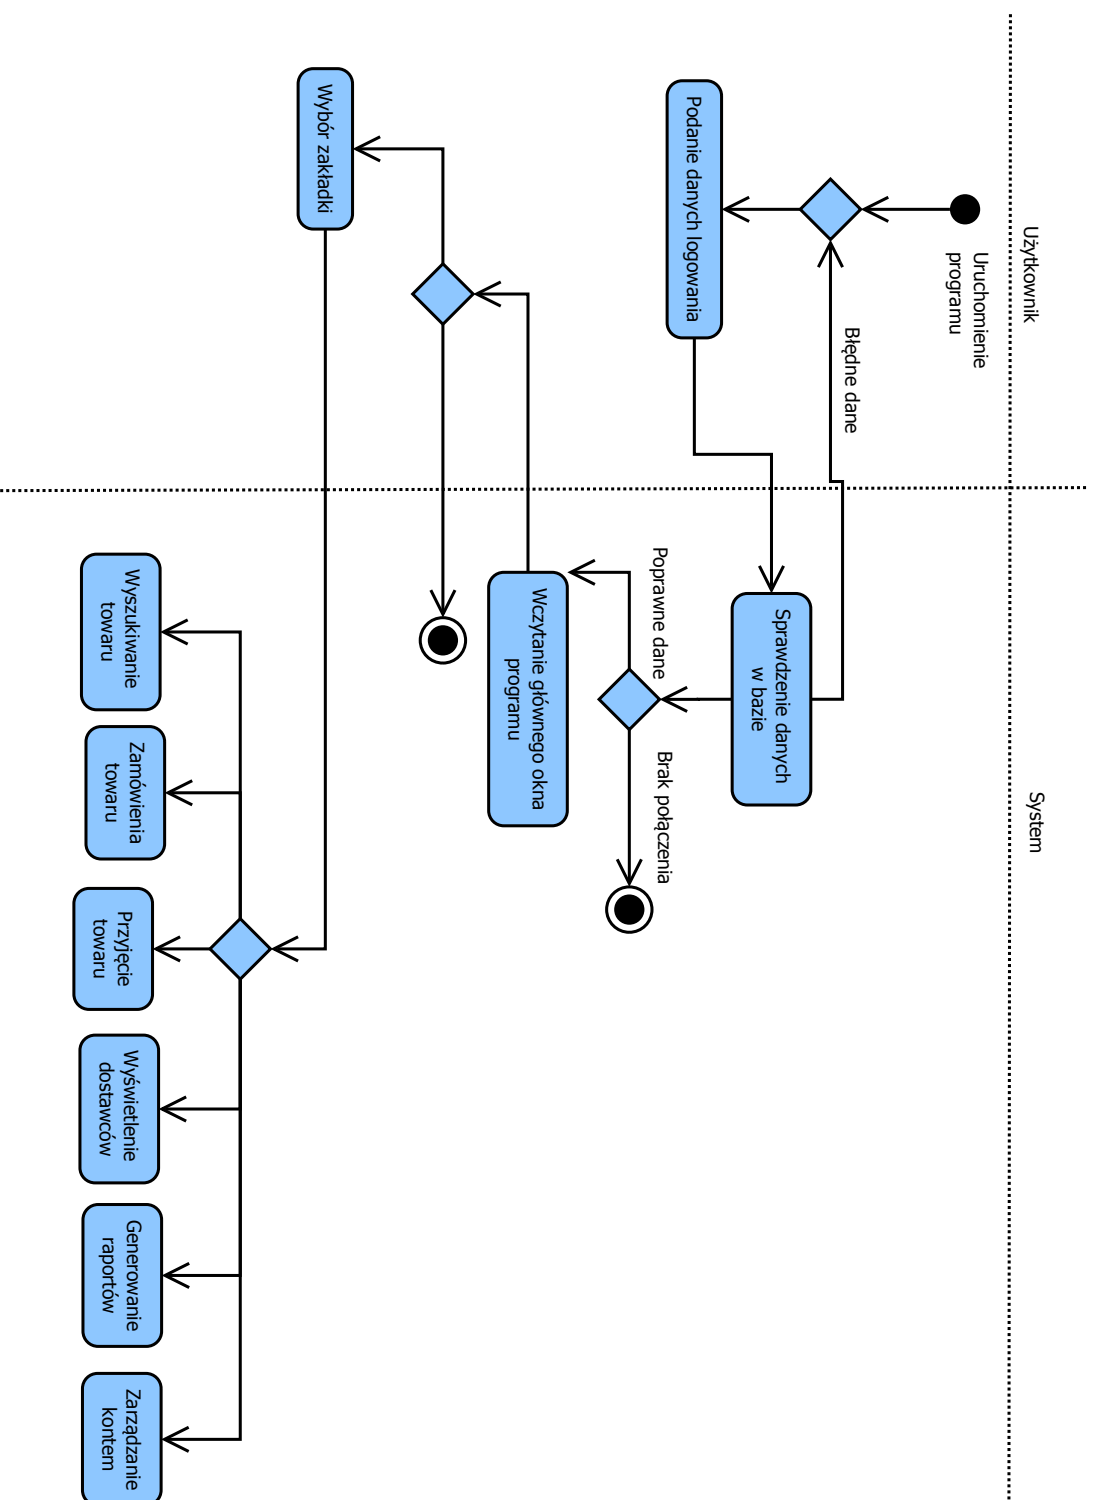 Użytkownik
System
Uruchomienie
programu
Błędne dane
Podanie danych logowania
Sprawdzenie danych
w bazie
Poprawne dane
Brak połączenia
Wczytanie głównego okna
programu
Wybór zakładki
Wyszukiwanie
towaru
Zamówienia
towaru
Przyjęcie
towaru
Wyświetlenie
dostawców
Generowanie
raportów
Zarządzanie
kontem